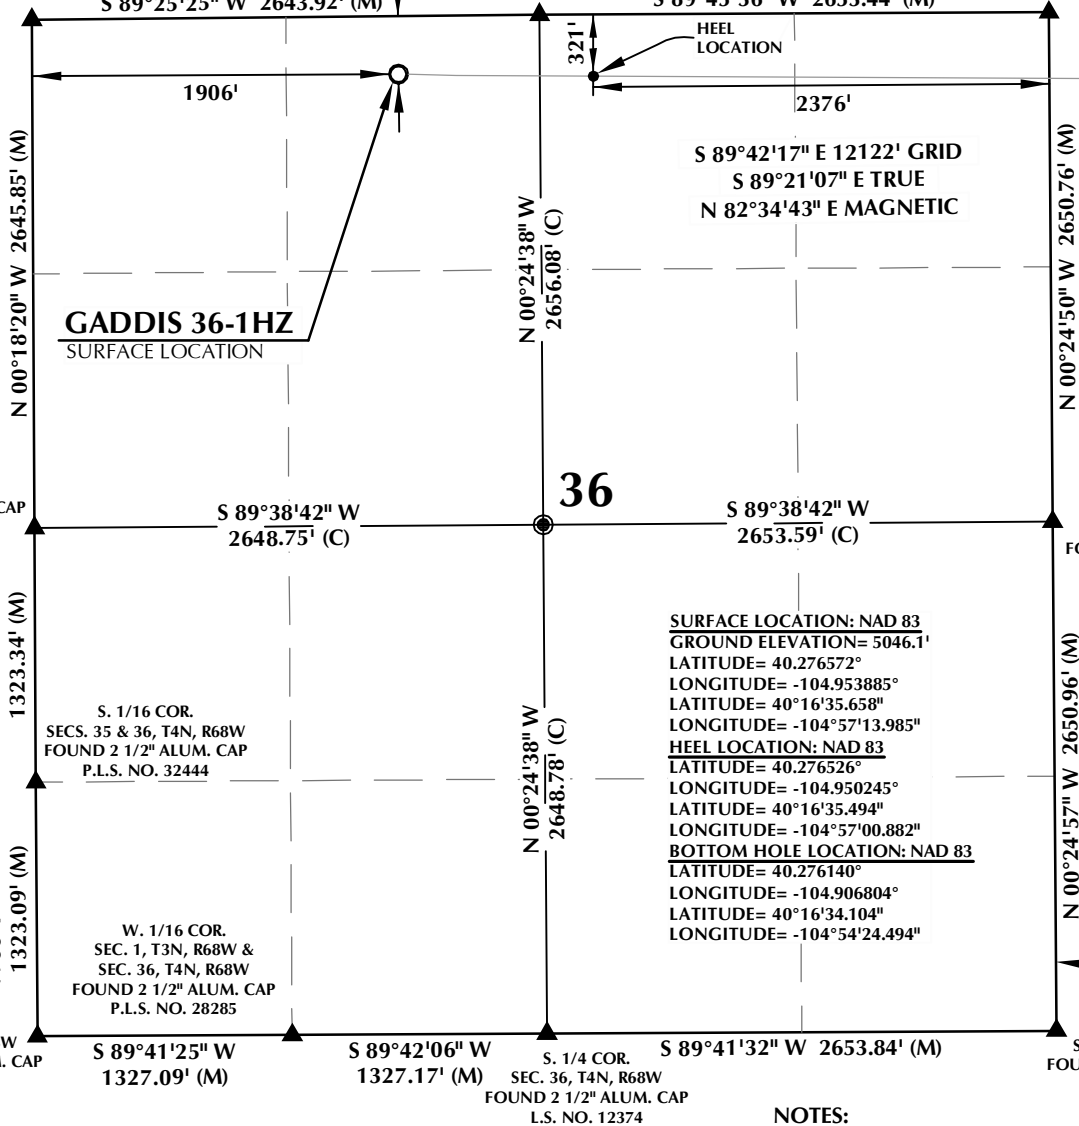 S 89°25'25" W 2643.92' (M)
S 89°45'36" W 2653.44' (M)
HEEL
LOCATION
321'
1906'
2376'
S 89°42'17" E 12122' GRID
S 89°21'07" E TRUE
N 82°34'43" E MAGNETIC
N 00°18'20" W 2645.85' (M)
N 00°24'38" W
2656.08' (C)
N 00°24'50" W 2650.76' (M)
GADDIS 36-1HZ
SURFACE LOCATION
36
CAP
S 89°38'42" W
2648.75' (C)
S 89°38'42" W
2653.59' (C)
FO
1323.34' (M)
SURFACE LOCATION: NAD 83
GROUND ELEVATION= 5046.1'
LATITUDE= 40.276572°
LONGITUDE= -104.953885°
LATITUDE= 40°16'35.658"
LONGITUDE= -104°57'13.985"
HEEL LOCATION: NAD 83
LATITUDE= 40.276526°
LONGITUDE= -104.950245°
LATITUDE= 40°16'35.494"
LONGITUDE= -104°57'00.882"
BOTTOM HOLE LOCATION: NAD 83
LATITUDE= 40.276140°
LONGITUDE= -104.906804°
LATITUDE= 40°16'34.104"
LONGITUDE= -104°54'24.494"
S. 1/16 COR.
SECS. 35 & 36, T4N, R68W
FOUND 2 1/2" ALUM. CAP
P.L.S. NO. 32444
N 00°24'38" W
2648.78' (C)
N 00°24'57" W 2650.96' (M)
1323.09' (M)
W. 1/16 COR.
SEC. 1, T3N, R68W &
SEC. 36, T4N, R68W
FOUND 2 1/2" ALUM. CAP
P.L.S. NO. 28285
W
. CAP
S 89°41'25" W
1327.09' (M)
S 89°42'06" W
1327.17' (M)
S. 1/4 COR.
SEC. 36, T4N, R68W
FOUND 2 1/2" ALUM. CAP
L.S. NO. 12374
S 89°41'32" W 2653.84' (M)
S
FOU
NOTES: